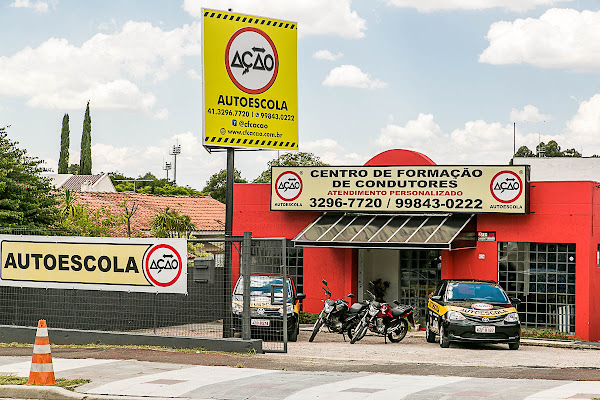 AÇÃO
AUTOESCOLA
41.3296.7720 / 99843.0222
@cfcacao
www.cfcacao.com.br
CENTRO DE FORMAÇÃO
DE CONDUTORES
ATENDIMENTO PERSONALIZADO
3296-7720 / 99843-0222
AÇÃO
AUTOESCOLA
AÇÃO
AUTOESCOLA
AUTOESCOLA
AÇÃO